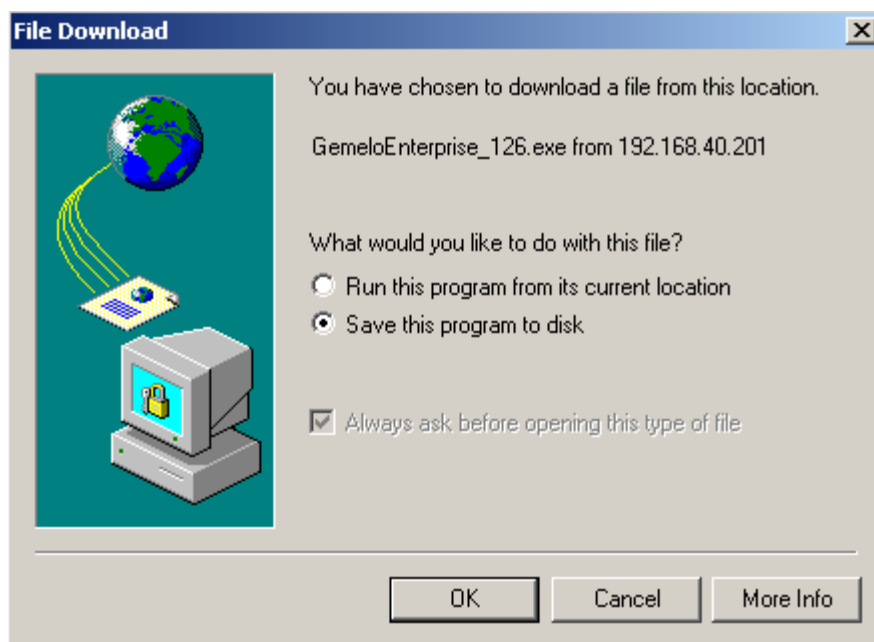 File Download
You have chosen to download a file from this location.
GemeloEnterprise_126.exe from 192.168.40.201
What would you like to do with this file?
Run this program from its current location
Save this program to disk
Always ask before opening this type of file
OK Cancel More Info